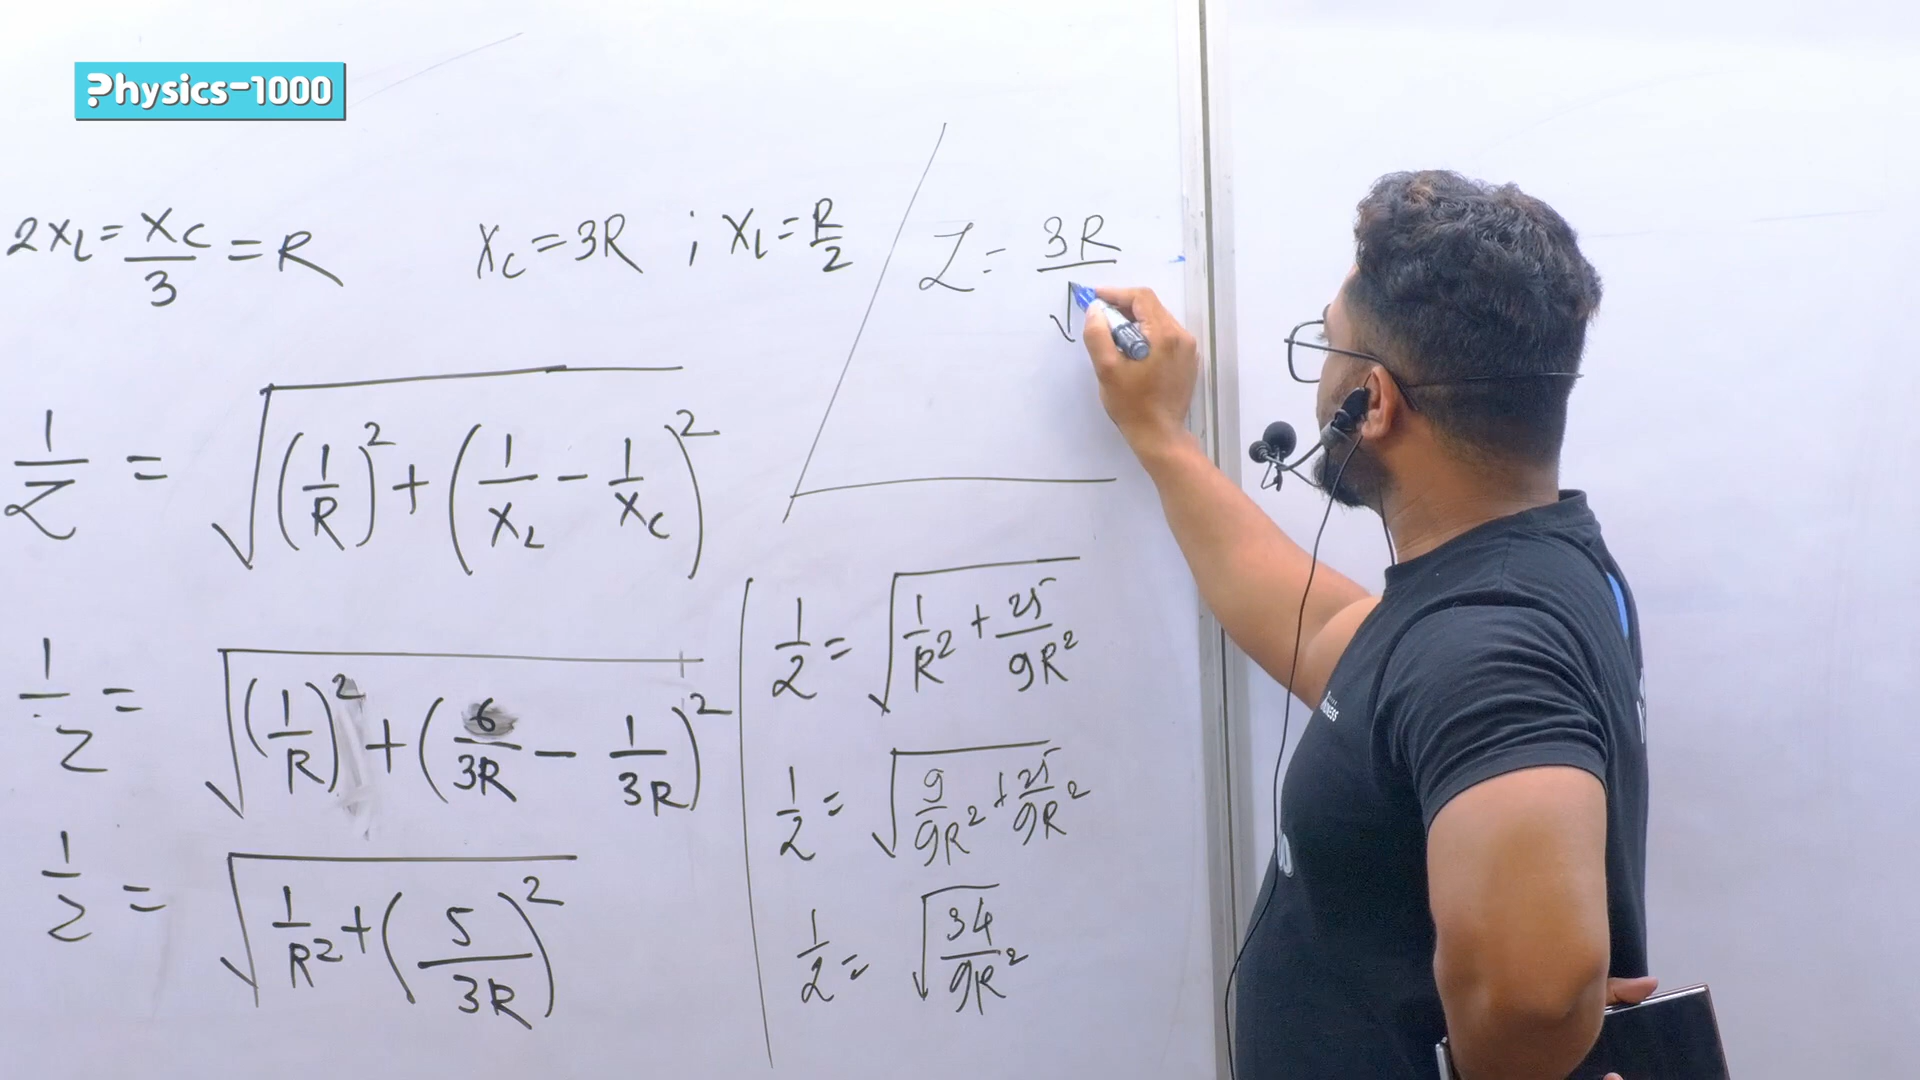 Physics-1000
2X_L = X_C/3 = R
X_C = 3R ; X_L = R/2
Z = 3R/√
1/Z = √((1/R)² + (1/X_L - 1/X_C)²)
1/Z = √((1/R)² + (6/3R - 1/3R)²)
1/Z = √(1/R² + (5/3R)²)
1/Z = √(1/R² + 25/9R²)
1/Z = √(9/9R² + 25/9R²)
1/Z = √(34/9R²)